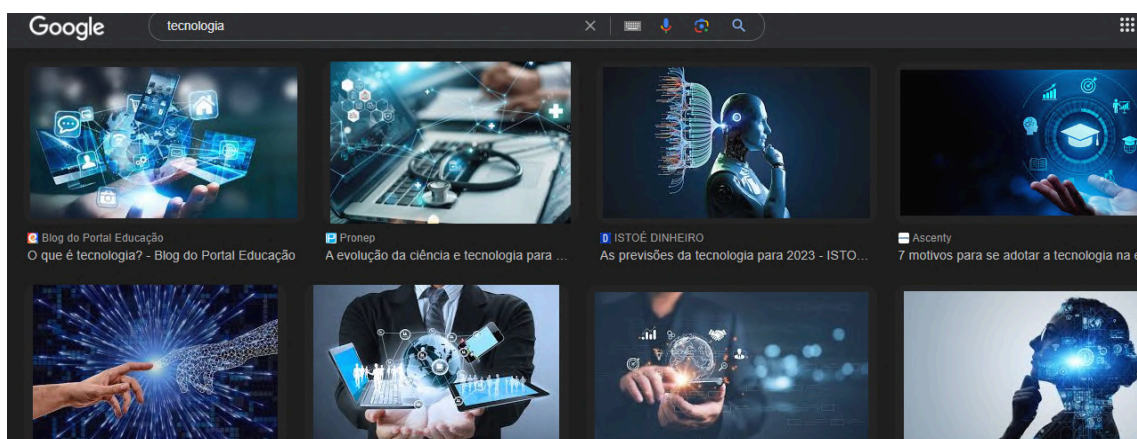 Google
tecnologia
Blog do Portal Educação
O que é tecnologia? - Blog do Portal Educação
Pronep
A evolução da ciência e tecnologia para ...
ISTOÉ DINHEIRO
As previsões da tecnologia para 2023 - ISTO...
Ascenty
7 motivos para se adotar a tecnologia na e